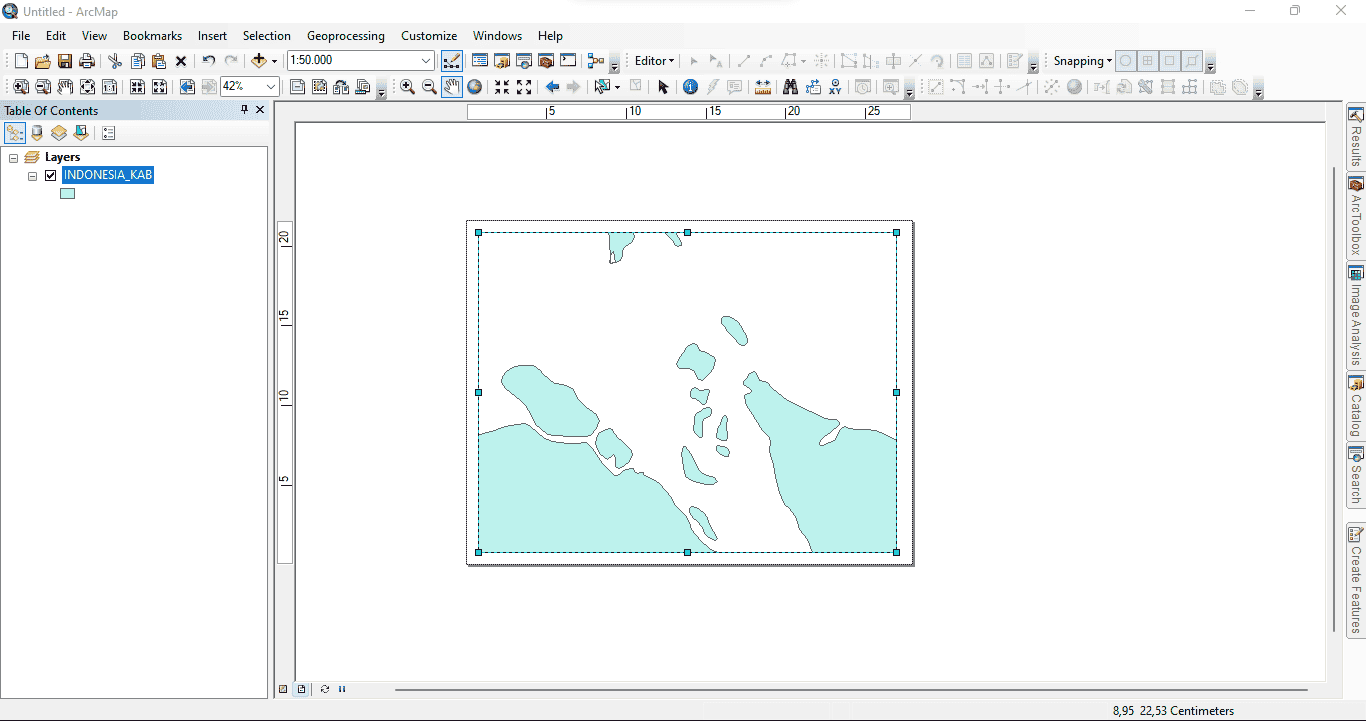 Untitled - ArcMap
File Edit View Bookmarks Insert Selection Geoprocessing Customize Windows Help
1:50.000
Editor
Snapping
42%
Table Of Contents
Layers
INDONESIA_KAB
5 10 15 20 25
20
15
10
5
Results
ArcToolbox
Image Analysis
Catalog
Search
Create Features
8,95 22,53 Centimeters